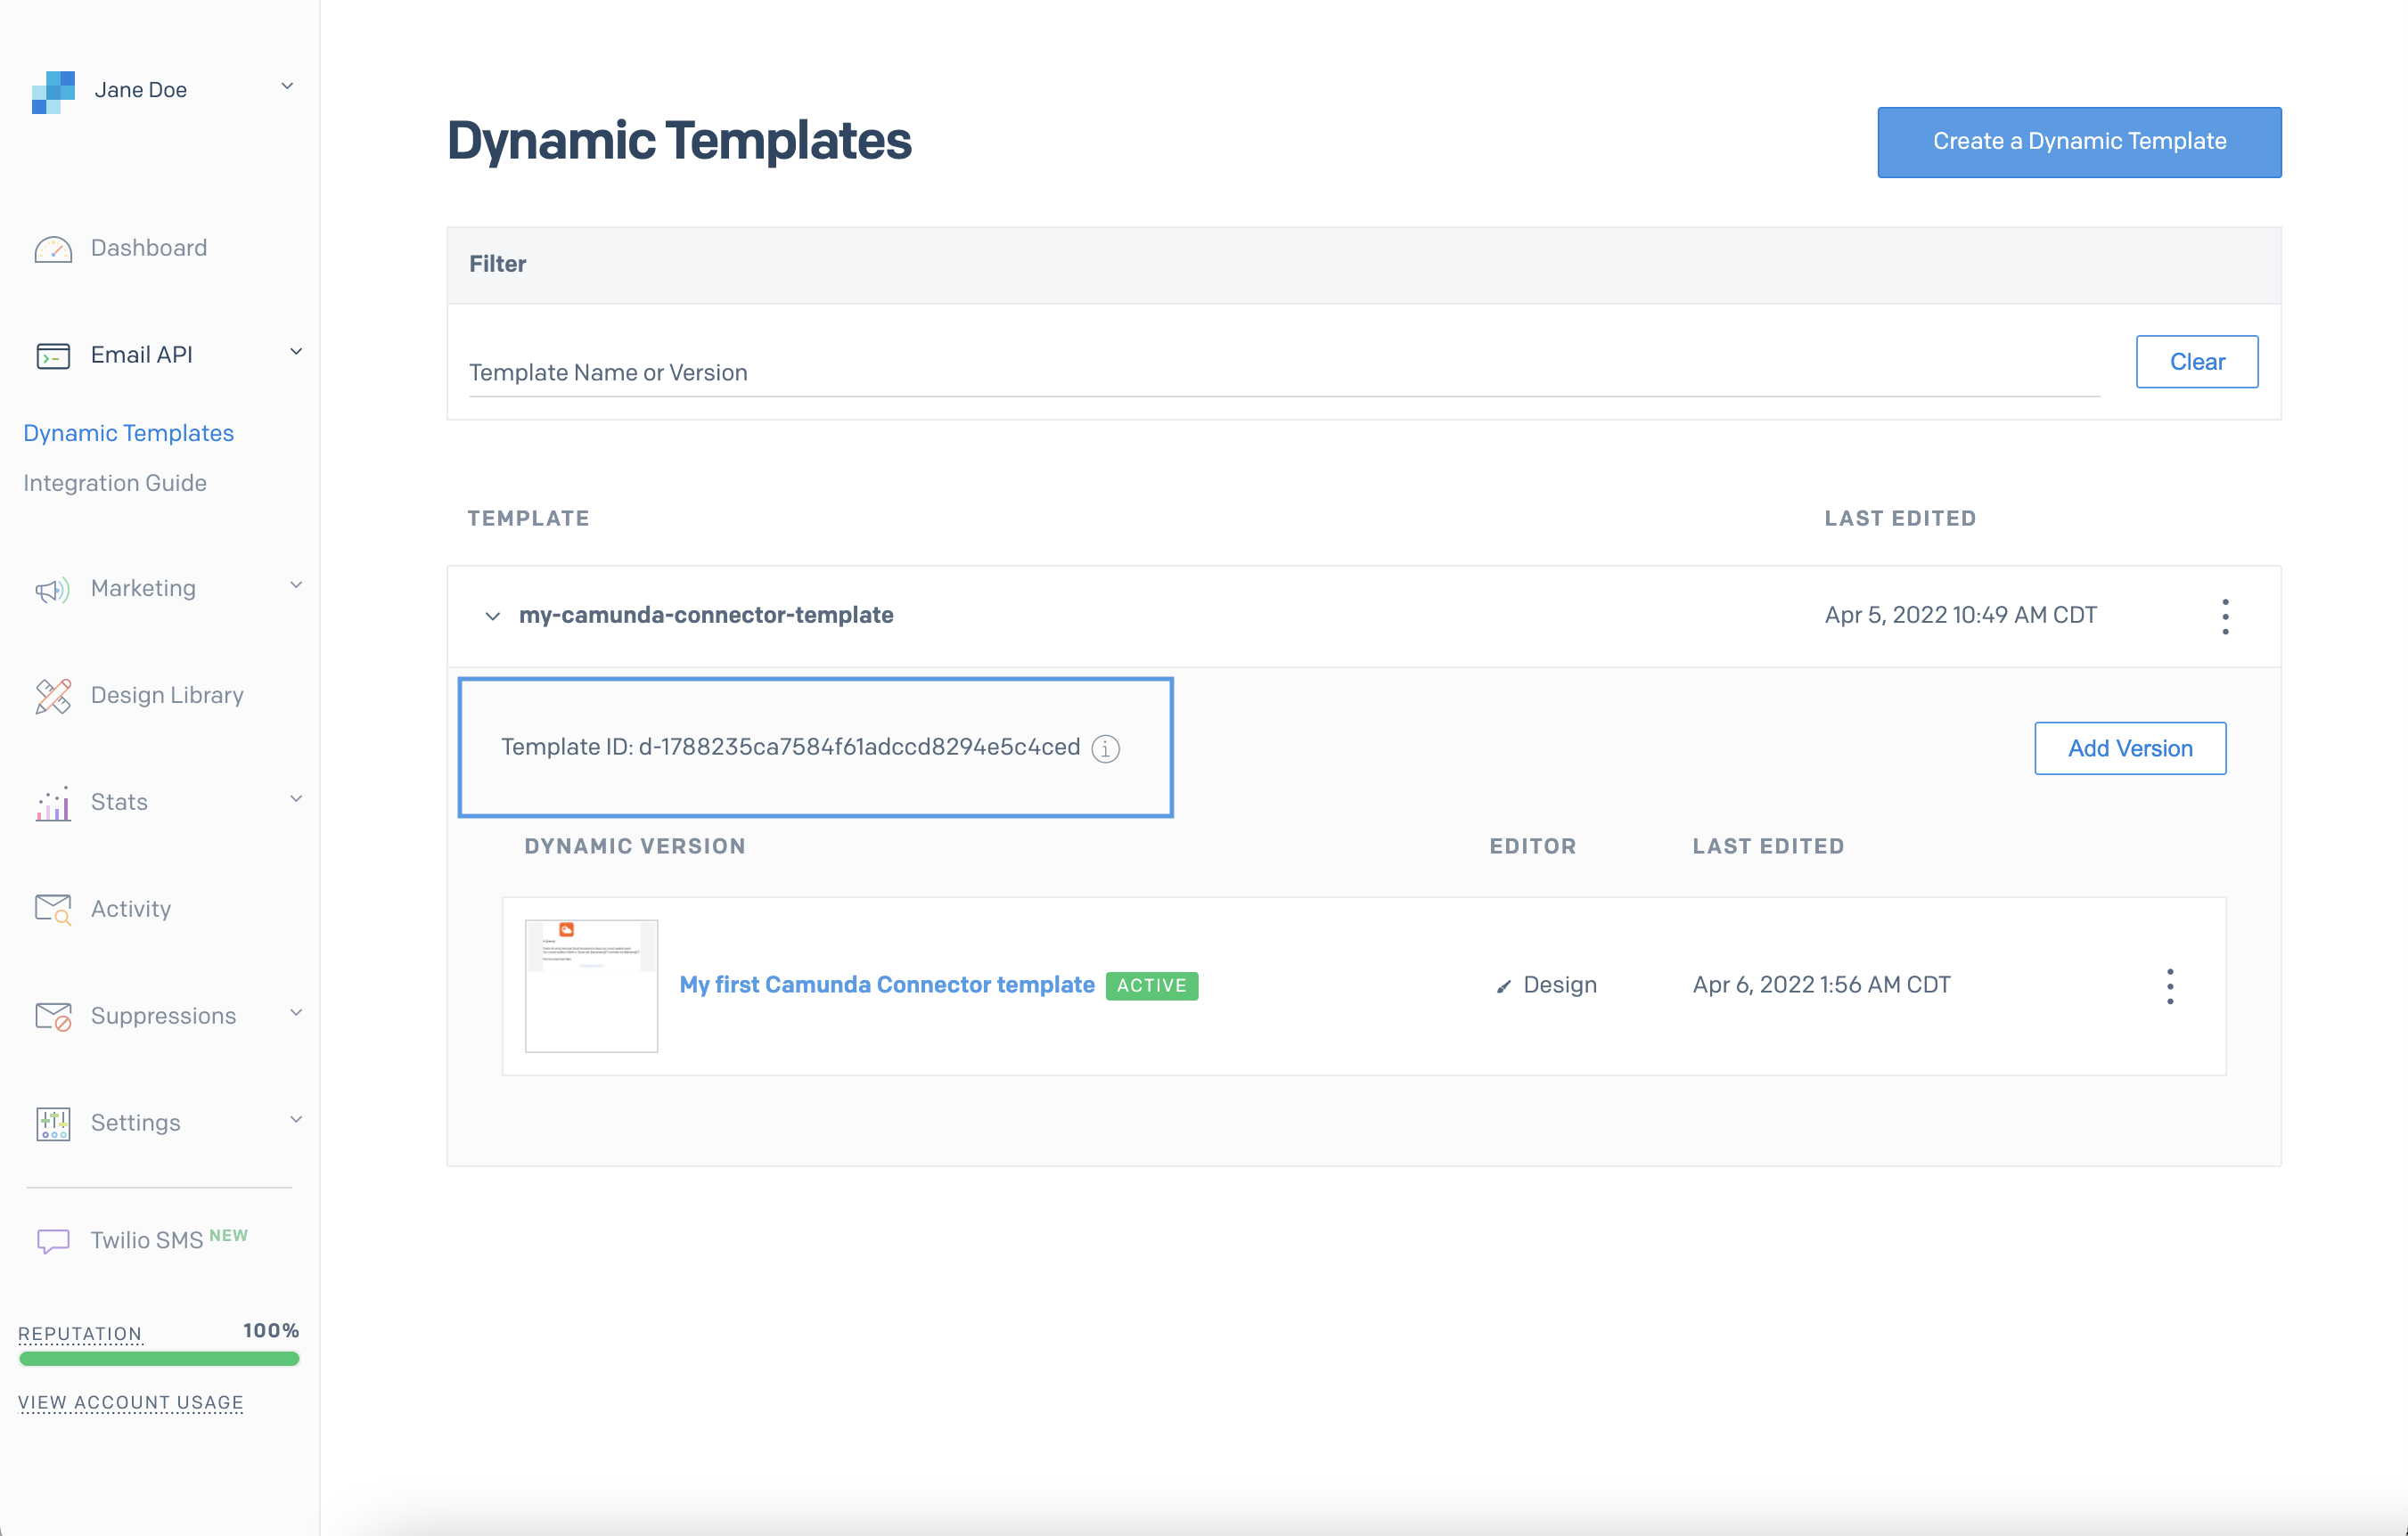 Jane Doe
Dashboard
Email API
Dynamic Templates
Integration Guide
Marketing
Design Library
Stats
Activity
Suppressions
Settings
Twilio SMS NEW
REPUTATION 100%
VIEW ACCOUNT USAGE
Dynamic Templates
Create a Dynamic Template
Filter
Template Name or Version
Clear
TEMPLATE LAST EDITED
my-camunda-connector-template Apr 5, 2022 10:49 AM CDT
Template ID: d-1788235ca7584f61adccd8294e5c4ced
Add Version
DYNAMIC VERSION EDITOR LAST EDITED
My first Camunda Connector template ACTIVE Design Apr 6, 2022 1:56 AM CDT